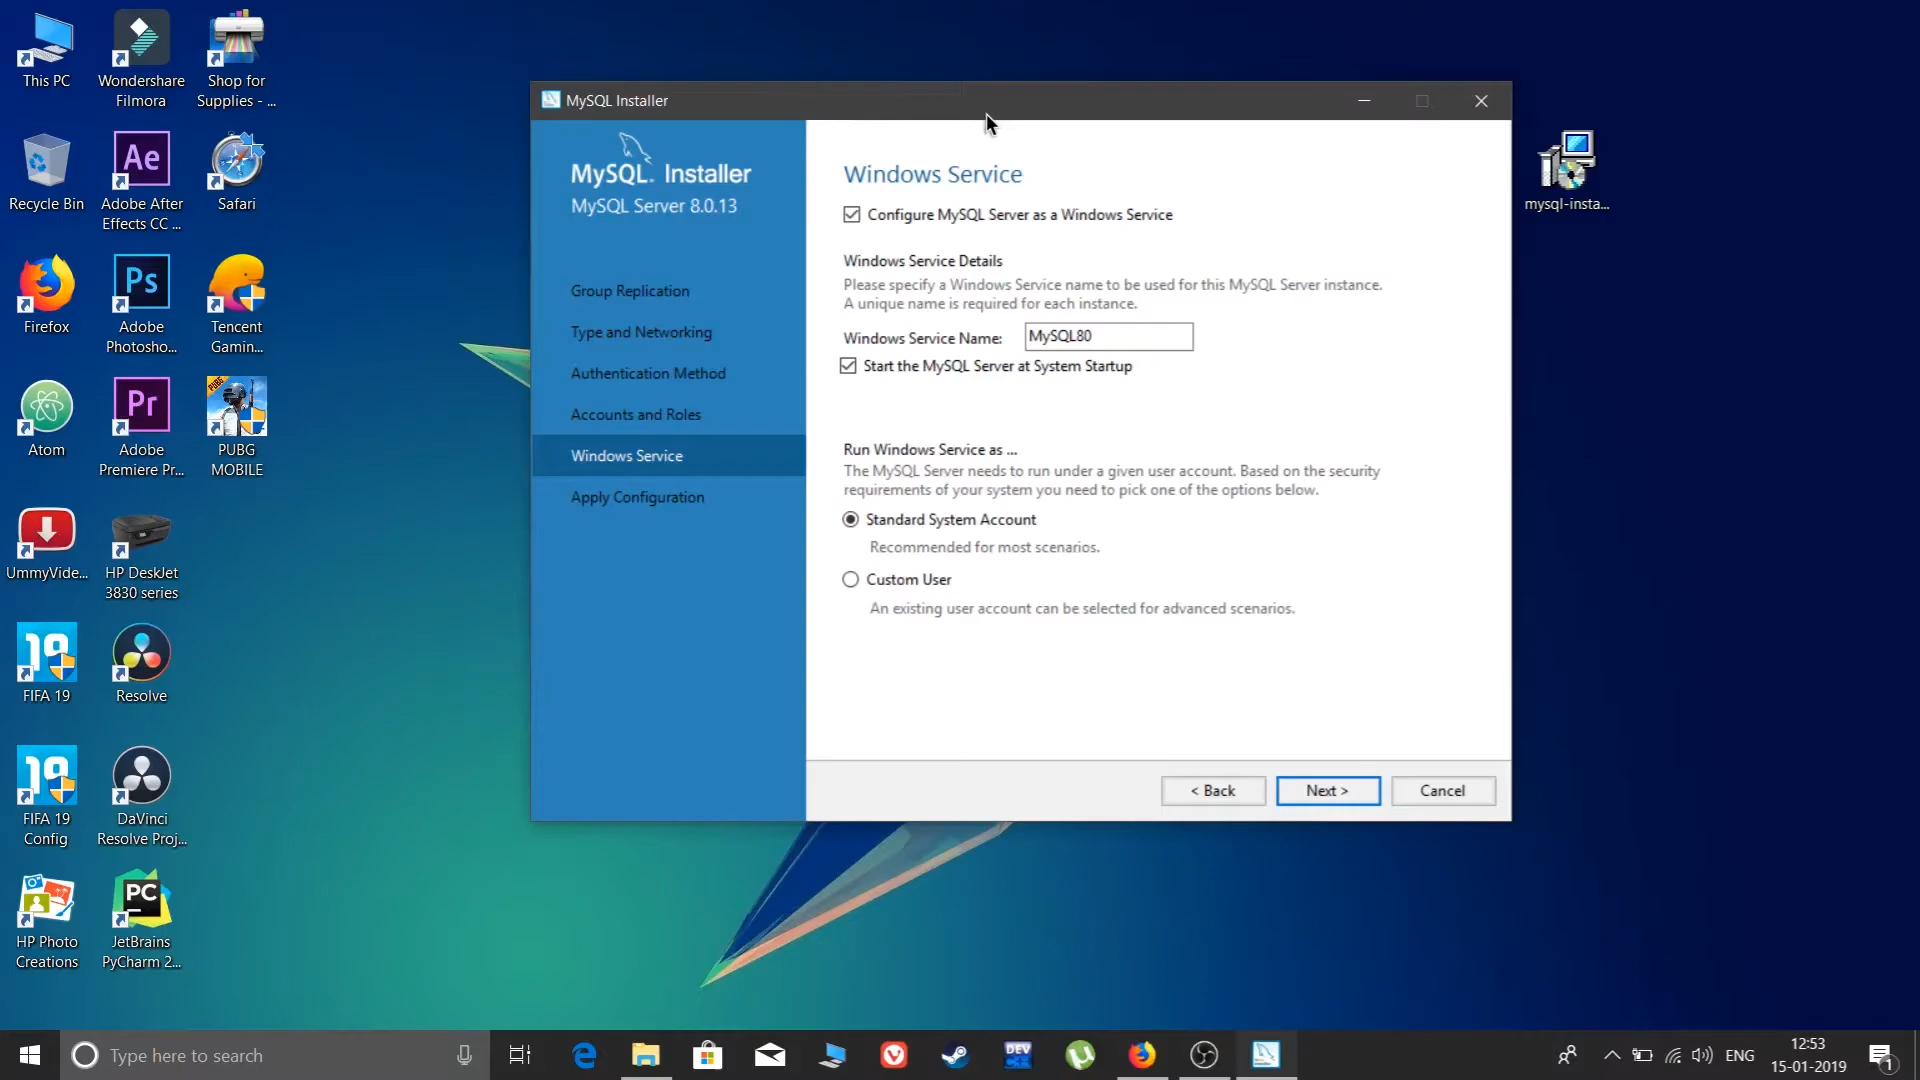 This PC
Wondershare
Filmora
Shop for
Supplies - ...
Recycle Bin
Ae
Adobe After
Effects CC ...
Safari
Firefox
Ps
Adobe
Photosho...
Tencent
Gamin...
Atom
Pr
Adobe
Premiere Pr...
PUBG
PUBG
MOBILE
UmmyVide...
HP DeskJet
3830 series
19
FIFA 19
Resolve
19
FIFA 19
Config
DaVinci
Resolve Proj...
HP Photo
Creations
PC
JetBrains
PyCharm 2...
mysql-insta...
MySQL Installer
MySQL. Installer
MySQL Server 8.0.13
Group Replication
Type and Networking
Authentication Method
Accounts and Roles
Windows Service
Apply Configuration
Windows Service
Configure MySQL Server as a Windows Service
Windows Service Details
Please specify a Windows Service name to be used for this MySQL Server instance.
A unique name is required for each instance.
Windows Service Name: MySQL80
Start the MySQL Server at System Startup
Run Windows Service as ...
The MySQL Server needs to run under a given user account. Based on the security
requirements of your system you need to pick one of the options below.
Standard System Account
Recommended for most scenarios.
Custom User
An existing user account can be selected for advanced scenarios.
< Back
Next >
Cancel
Type here to search
DEV
C++
ENG
12:53
15-01-2019
1